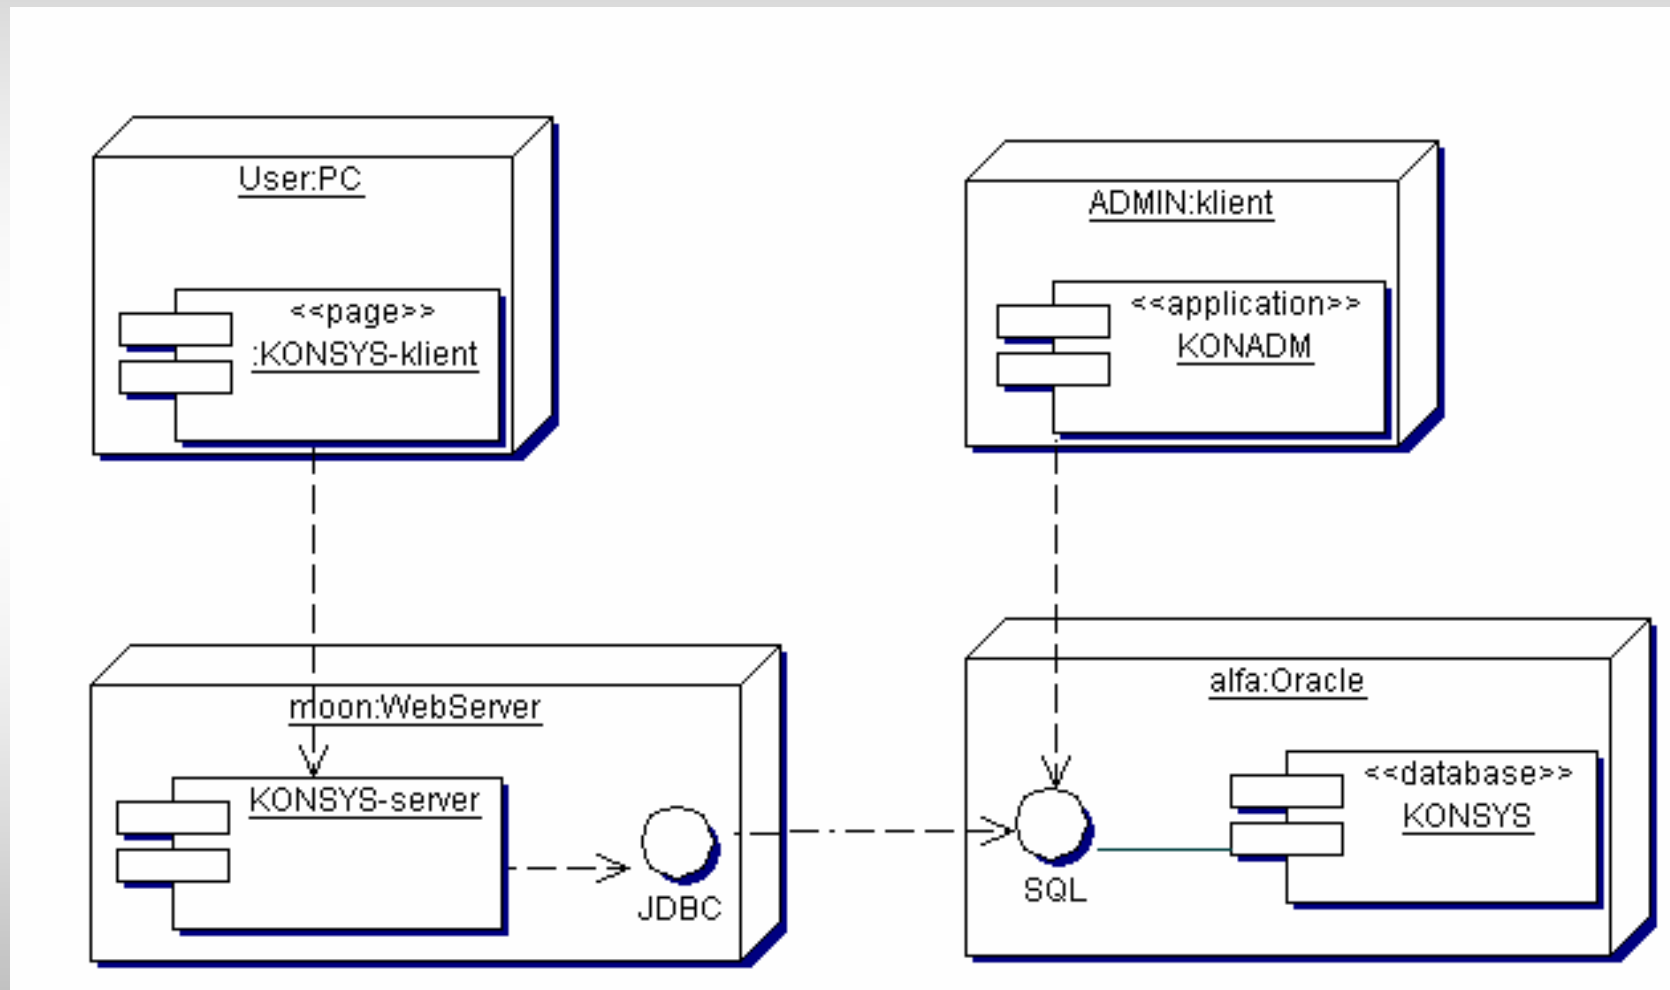 User:PC
<<page>>
:KONSYS-klient
ADMIN:klient
<<application>>
KONADM
moon:WebServer
KONSYS-server
JDBC
alfa:Oracle
<<database>>
KONSYS
SQL